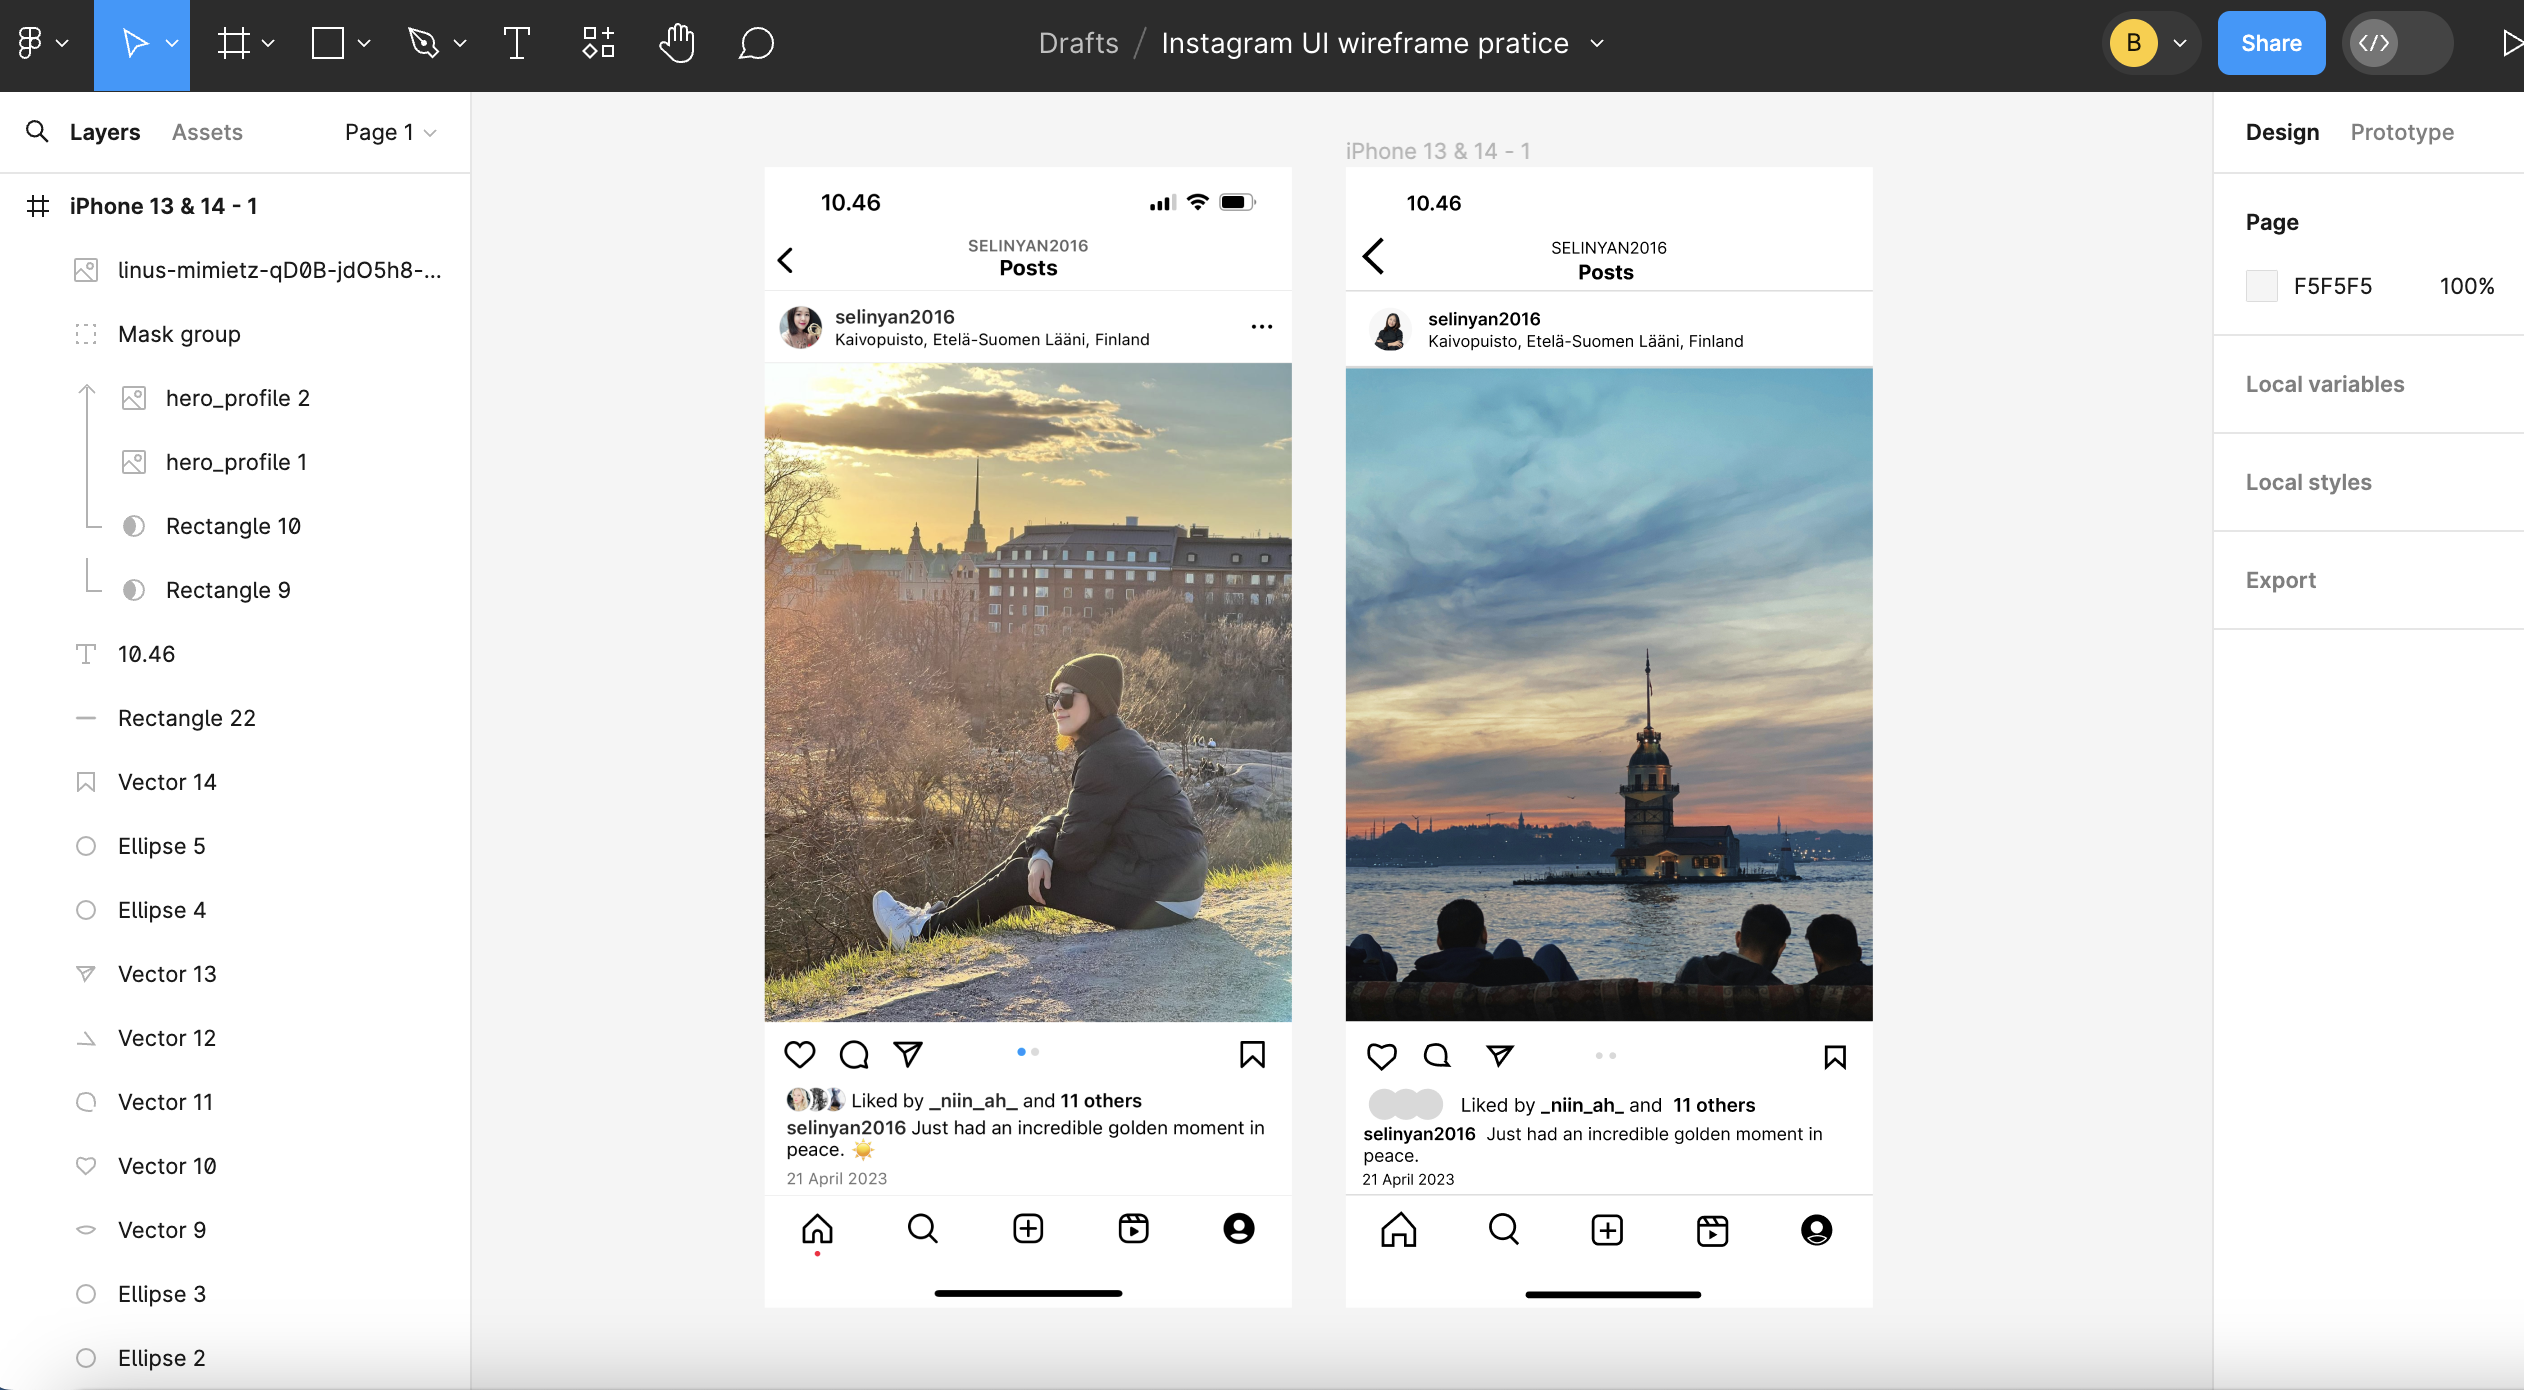 Drafts / Instagram UI wireframe pratice
B
Share
Layers
Assets
Page 1
iPhone 13 & 14 - 1
linus-mimietz-qD0B-jdO5h8-...
Mask group
hero_profile 2
hero_profile 1
Rectangle 10
Rectangle 9
10.46
Rectangle 22
Vector 14
Ellipse 5
Ellipse 4
Vector 13
Vector 12
Vector 11
Vector 10
Vector 9
Ellipse 3
Ellipse 2
10.46
SELINYAN2016
Posts
selinyan2016
Kaivopuisto, Etelä-Suomen Lääni, Finland
Liked by _niin_ah_ and 11 others
selinyan2016 Just had an incredible golden moment in
peace. ☀️
21 April 2023
iPhone 13 & 14 - 1
10.46
SELINYAN2016
Posts
selinyan2016
Kaivopuisto, Etelä-Suomen Lääni, Finland
Liked by _niin_ah_ and 11 others
selinyan2016 Just had an incredible golden moment in
peace.
21 April 2023
Design
Prototype
Page
F5F5F5
100%
Local variables
Local styles
Export